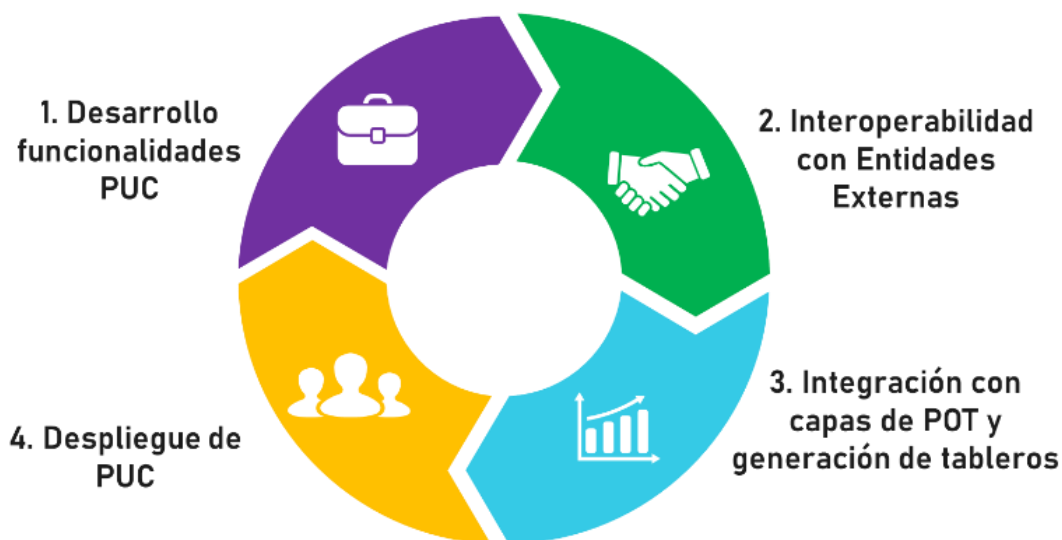 1. Desarrollo
funcionalidades
PUC
2. Interoperabilidad
con Entidades
Externas
3. Integración con
capas de POT y
generación de tableros
4. Despliegue de
PUC